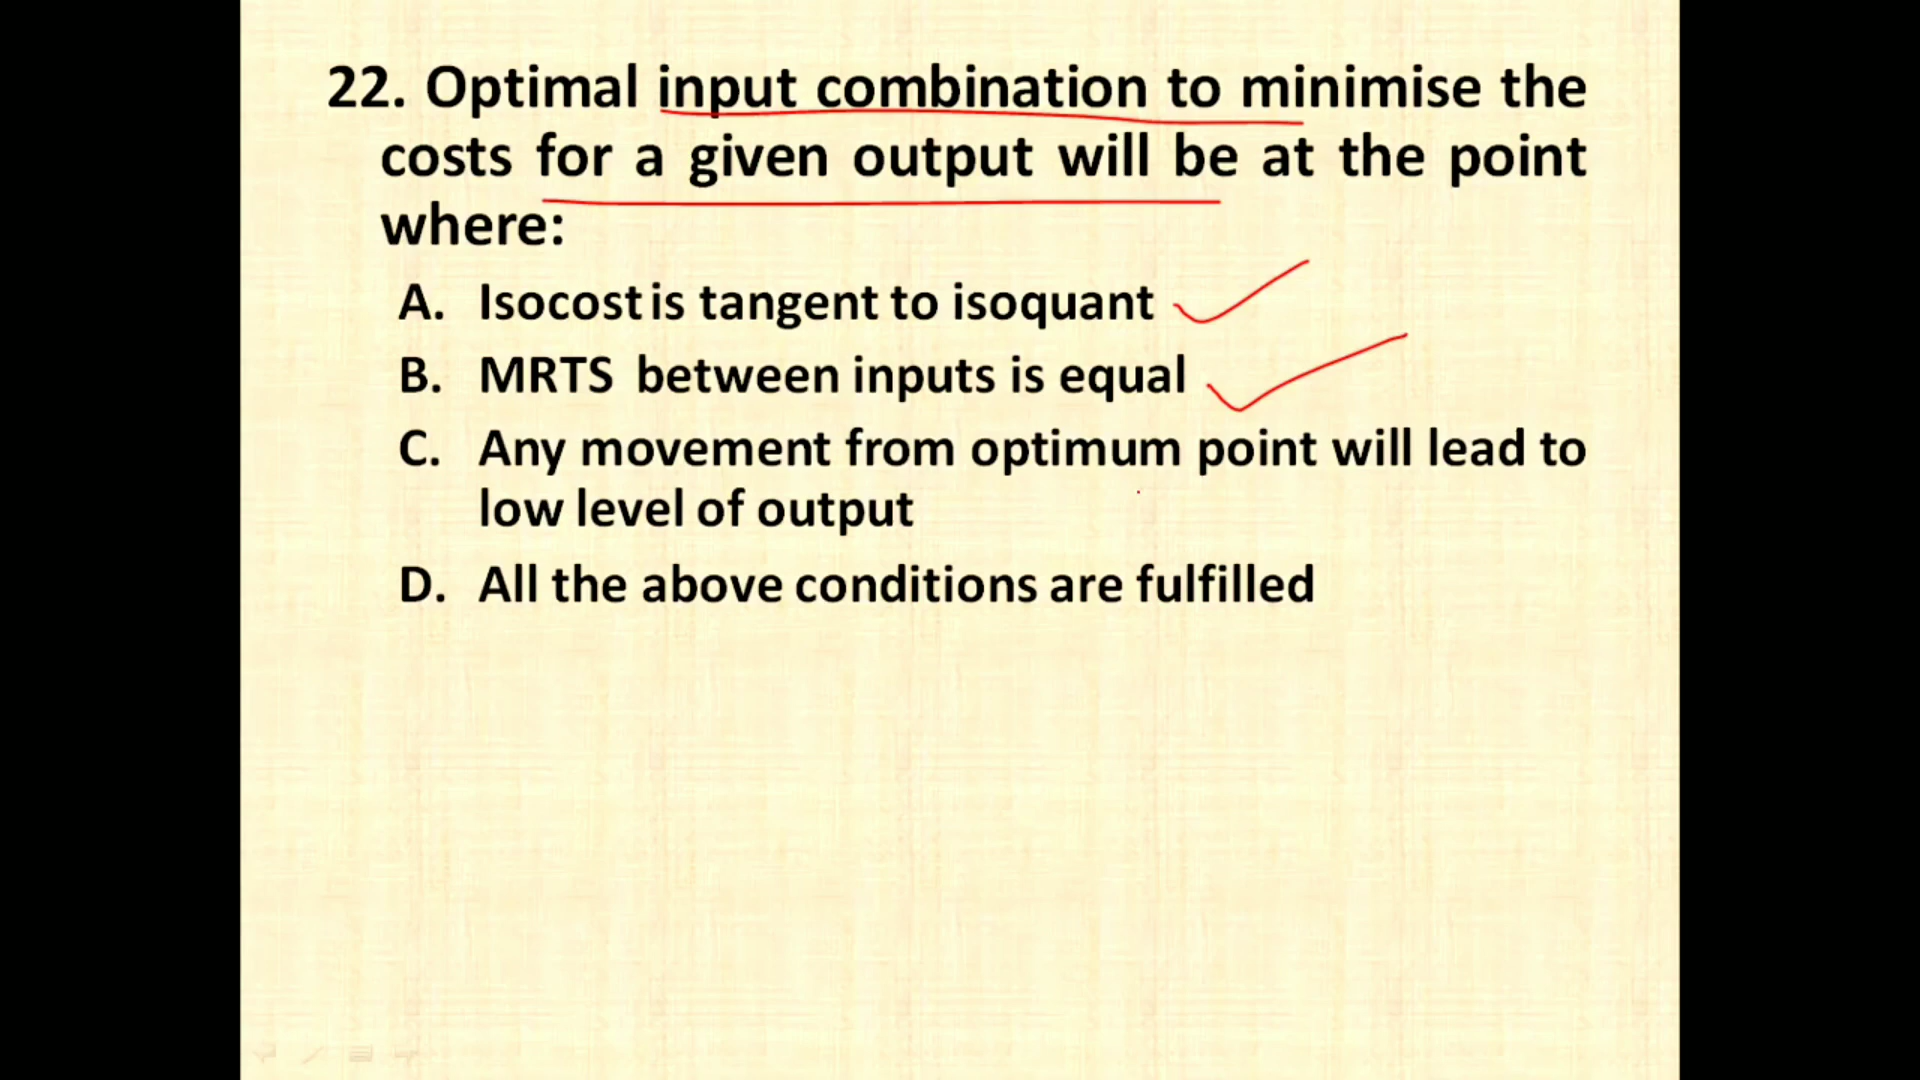 22. Optimal input combination to minimise the
costs for a given output will be at the point
where:
A. Isocost is tangent to isoquant
B. MRTS between inputs is equal
C. Any movement from optimum point will lead to
low level of output
D. All the above conditions are fulfilled